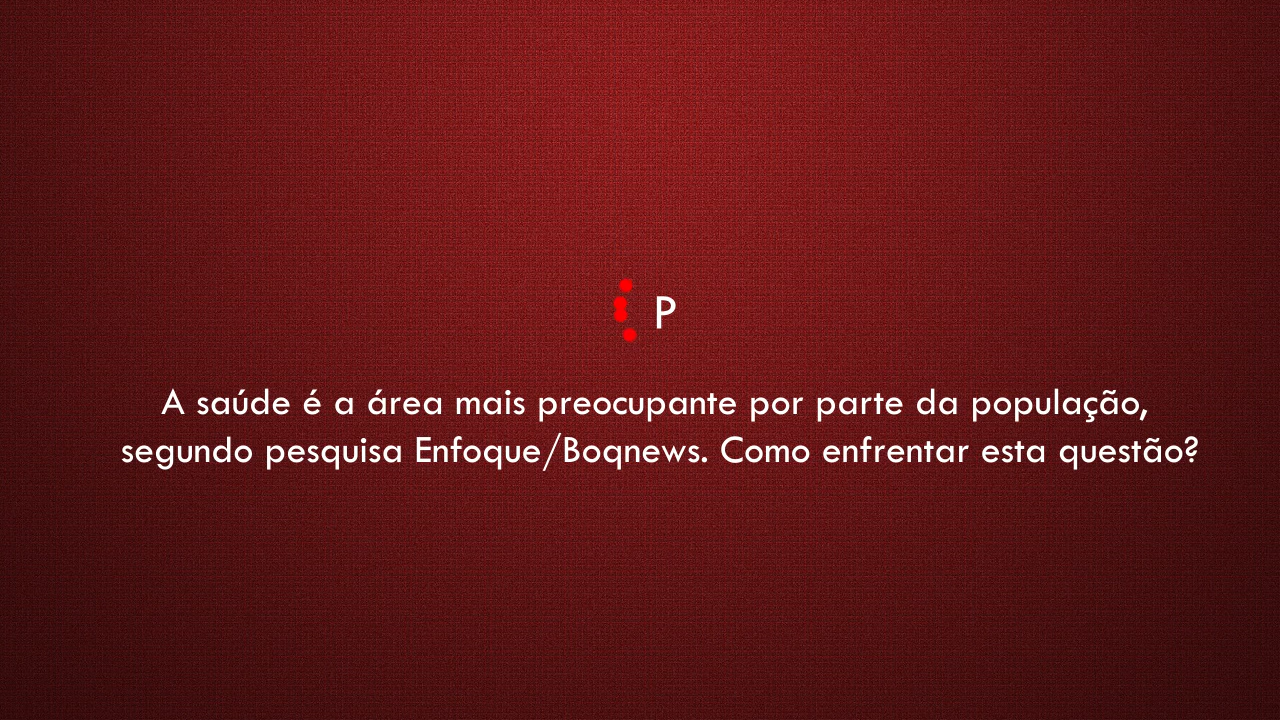 P
A saúde é a área mais preocupante por parte da população,
segundo pesquisa Enfoque/Boqnews. Como enfrentar esta questão?